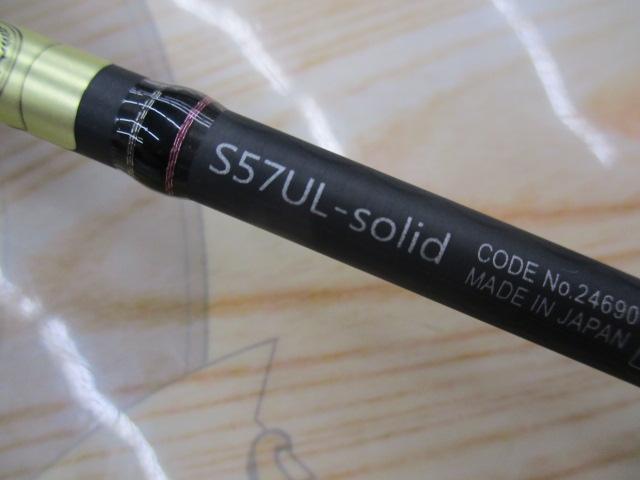 S57UL-solid
CODE No.24690
MADE IN JAPAN